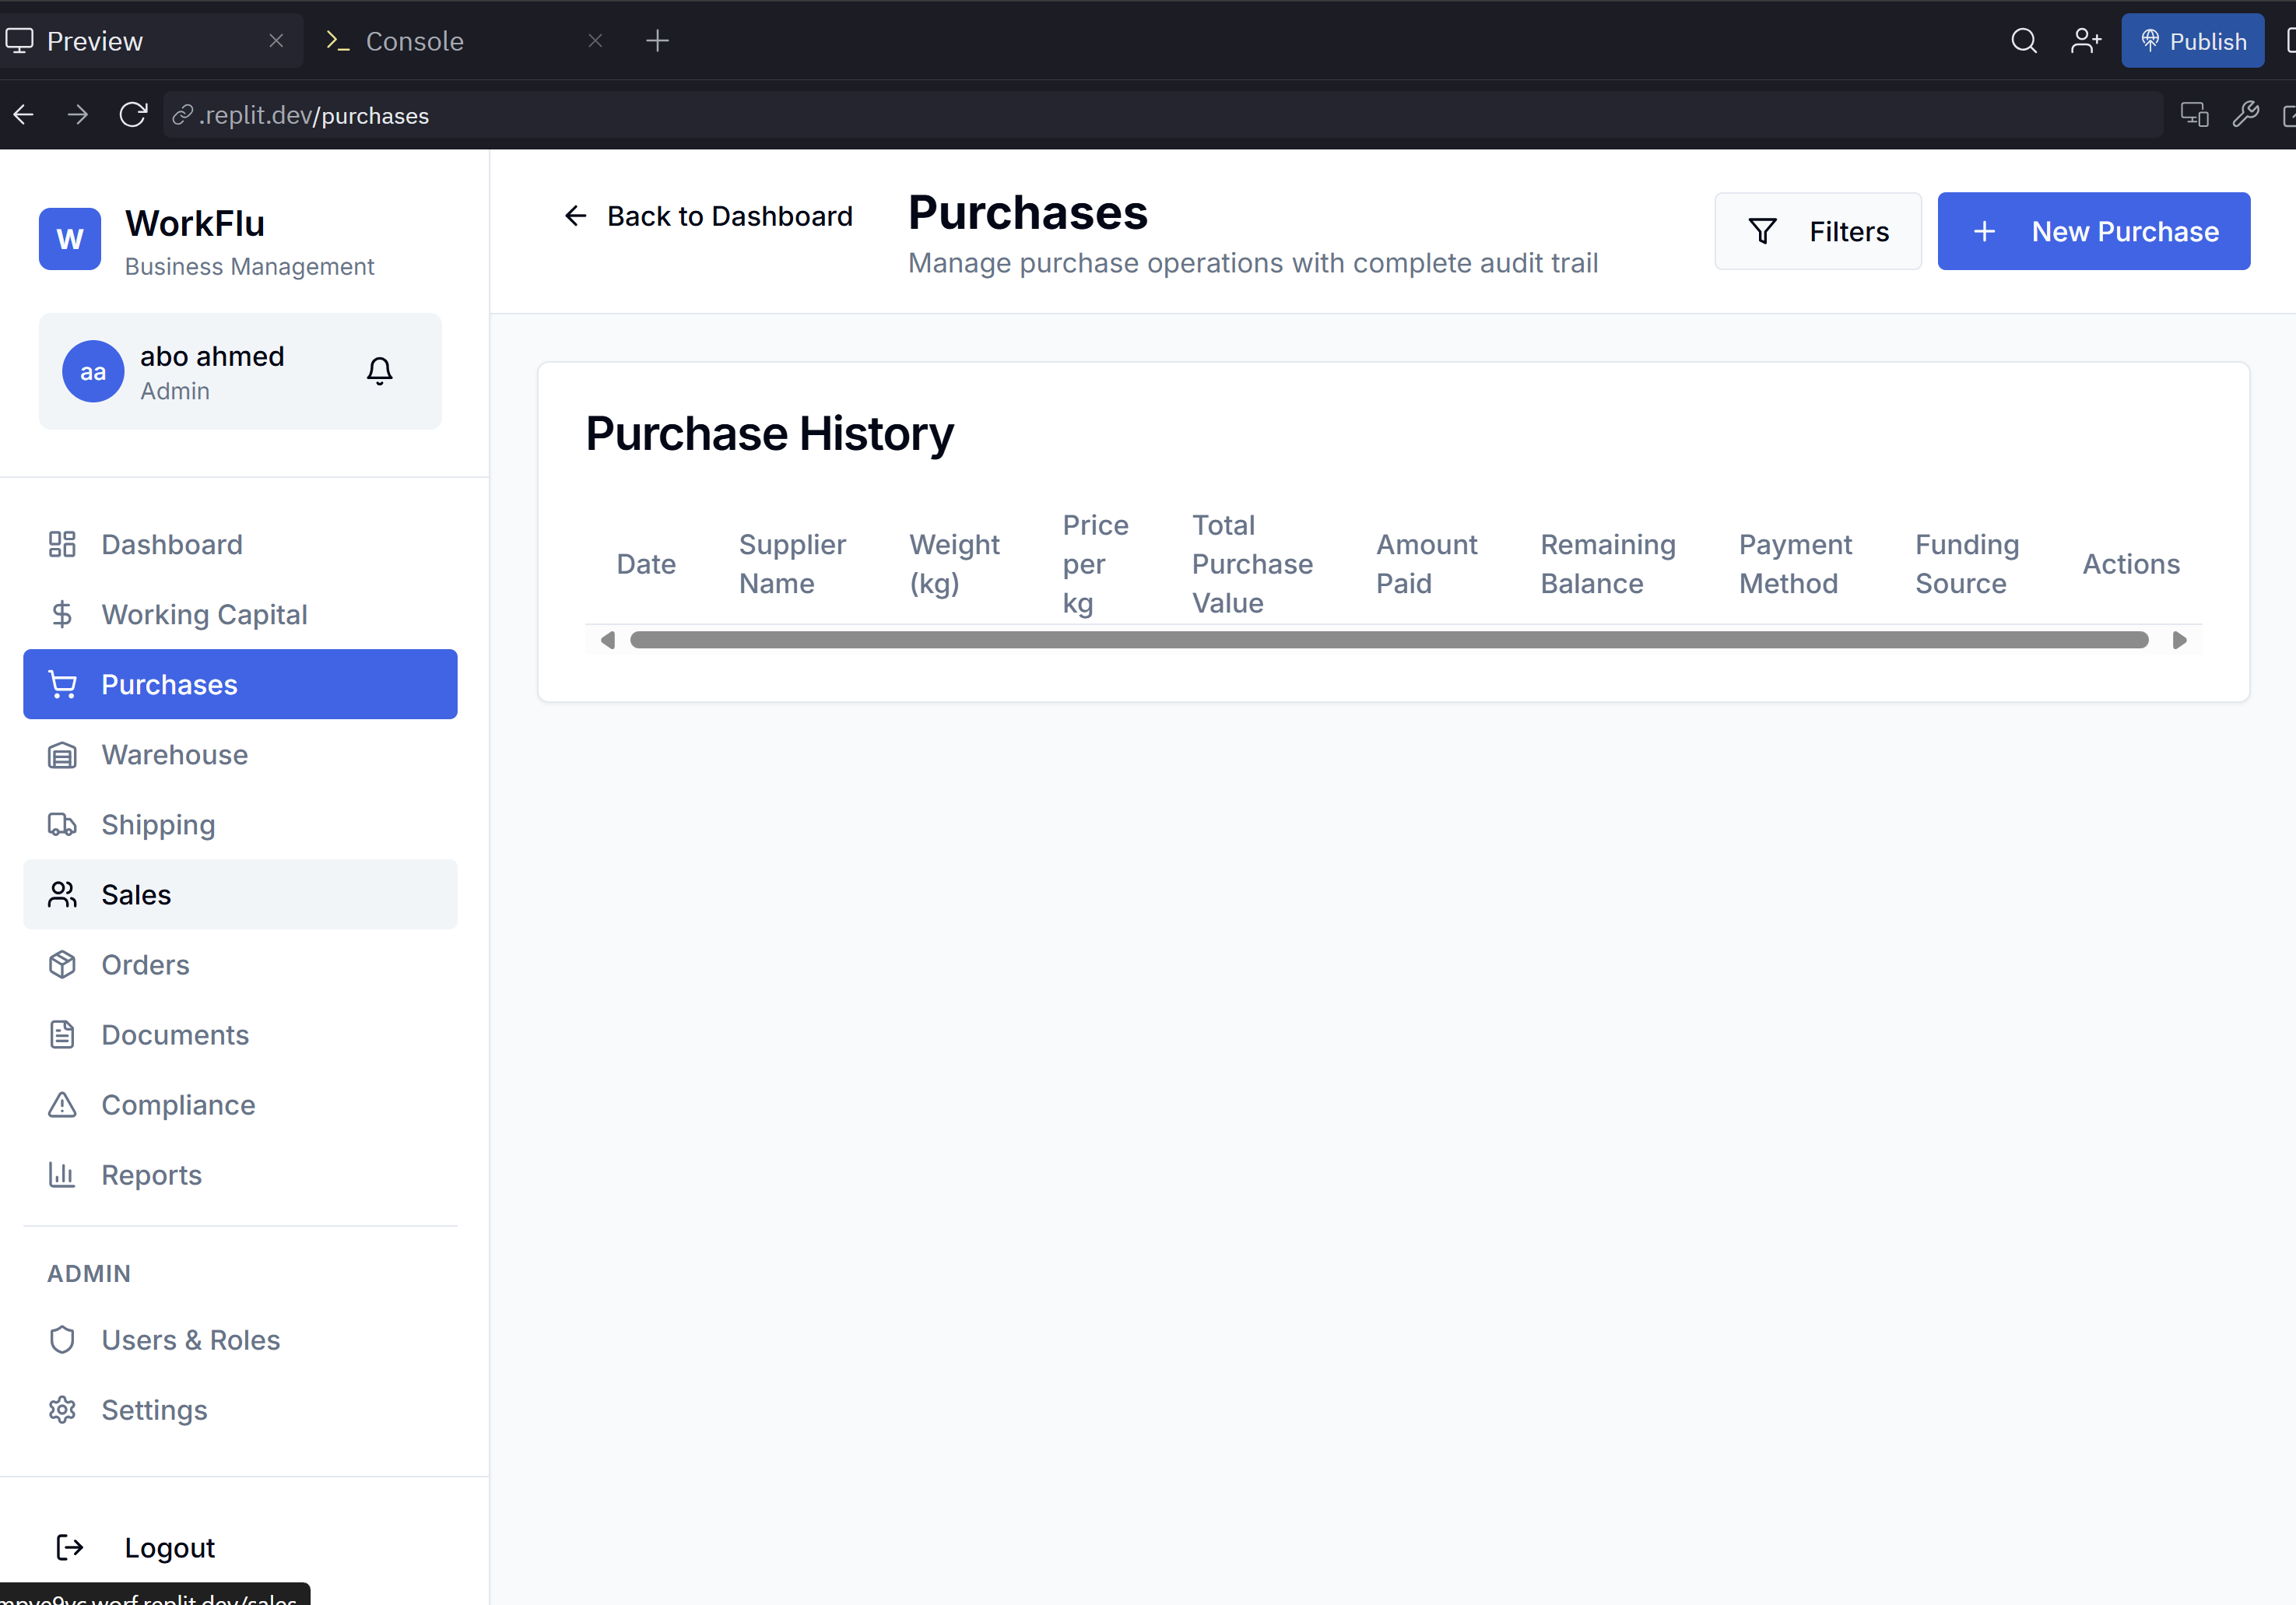 Preview
Console
Publish
.replit.dev/purchases
W
WorkFlu
Business Management
aa
abo ahmed
Admin
Dashboard
Working Capital
Purchases
Warehouse
Shipping
Sales
Orders
Documents
Compliance
Reports
ADMIN
Users & Roles
Settings
Logout
Back to Dashboard
Purchases
Manage purchase operations with complete audit trail
Filters
New Purchase
Purchase History
Date
Supplier
Name
Weight
(kg)
Price
per
kg
Total
Purchase
Value
Amount
Paid
Remaining
Balance
Payment
Method
Funding
Source
Actions
.replit.dev/sales